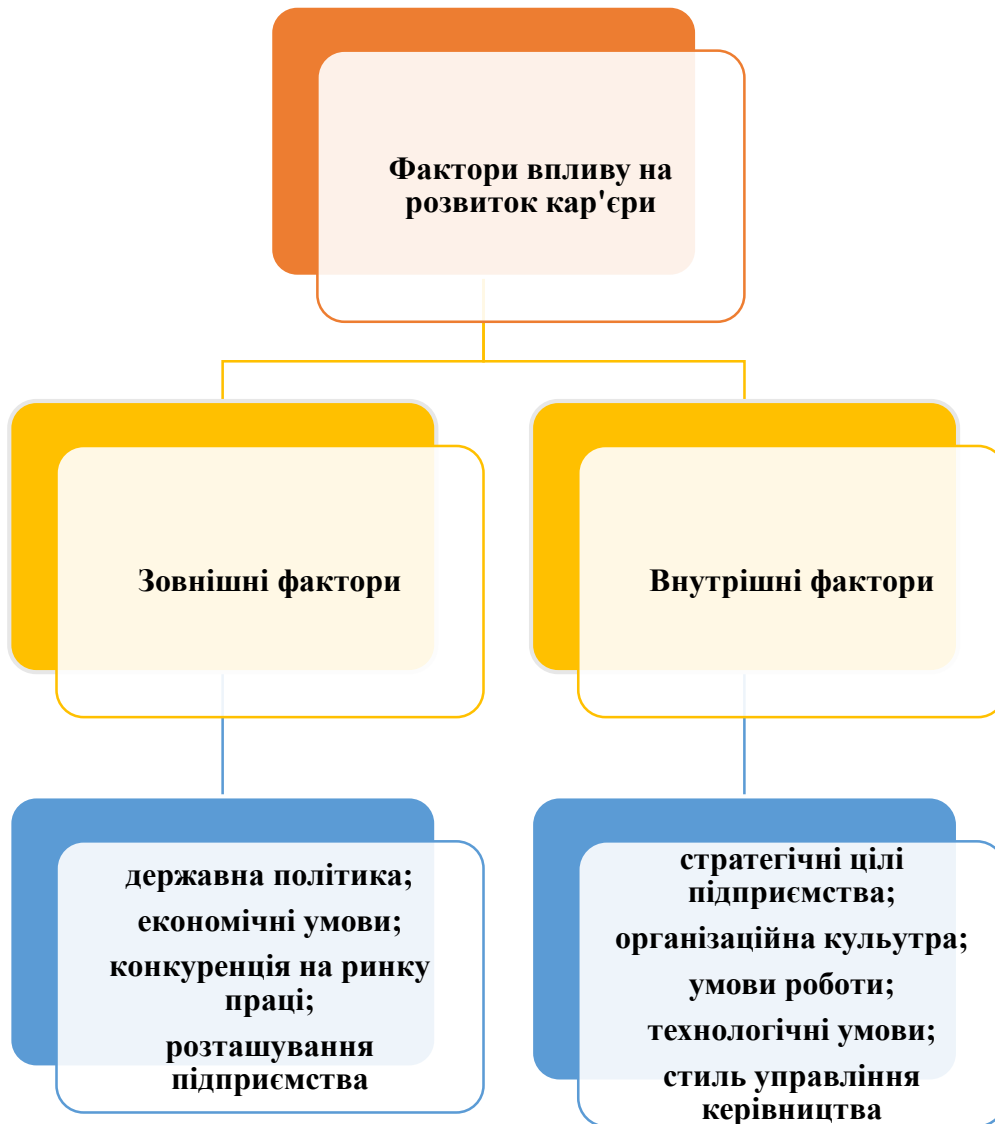 Фактори впливу на
розвиток кар'єри
Зовнішні фактори
Внутрішні фактори
державна політика;
економічні умови;
конкуренція на ринку
праці;
розташування
підприємства
стратегічні цілі
підприємства;
організаційна кульутра;
умови роботи;
технологічні умови;
стиль управління
керівництва